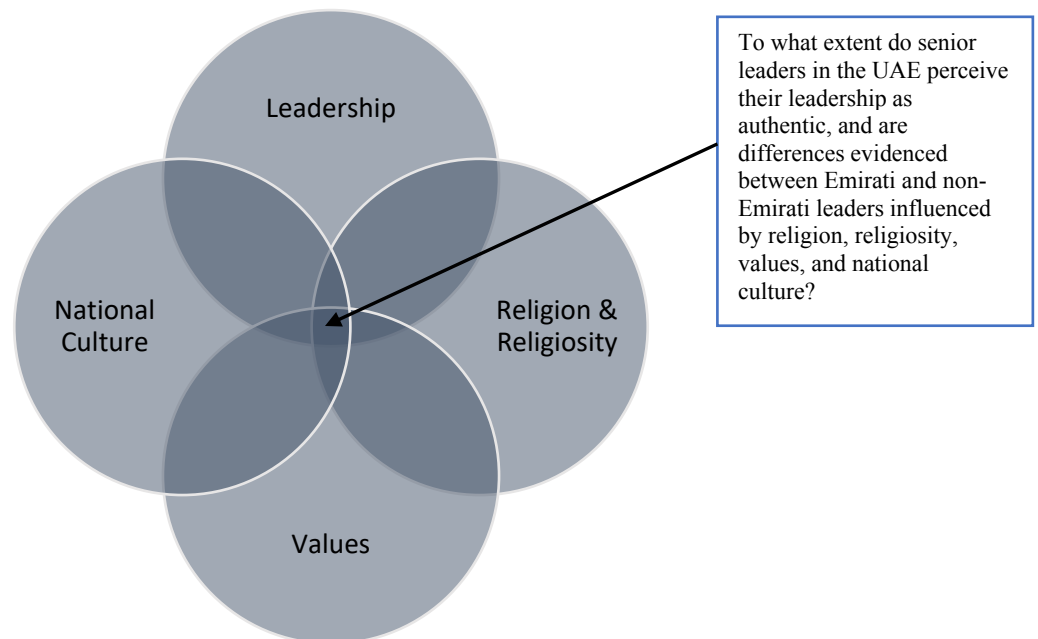 Leadership
National
Culture
Religion &
Religiosity
Values
To what extent do senior
leaders in the UAE perceive
their leadership as
authentic, and are
differences evidenced
between Emirati and non-
Emirati leaders influenced
by religion, religiosity,
values, and national
culture?